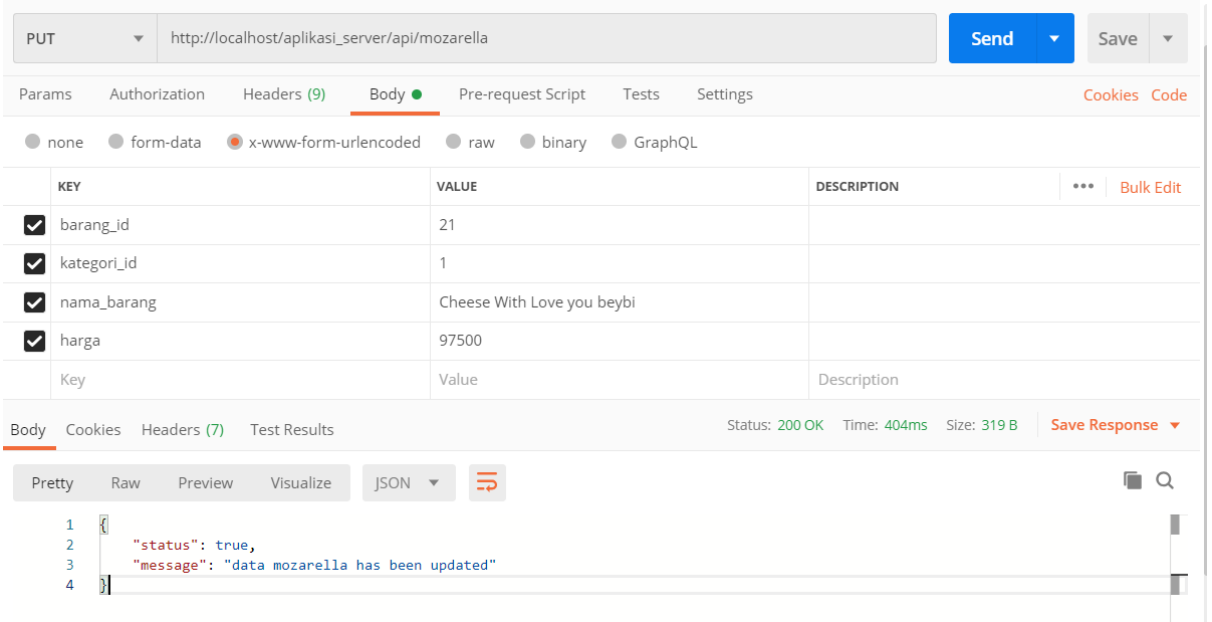 PUT http://localhost/aplikasi_server/api/mozarella Send Save
Params Authorization Headers (9) Body Pre-request Script Tests Settings Cookies Code
none form-data x-www-form-urlencoded raw binary GraphQL
KEY VALUE DESCRIPTION ••• Bulk Edit
barang_id 21
kategori_id 1
nama_barang Cheese With Love you beybi
harga 97500
Key Value Description
Body Cookies Headers (7) Test Results Status: 200 OK Time: 404ms Size: 319 B Save Response
Pretty Raw Preview Visualize JSON
1 {
2 "status": true,
3 "message": "data mozarella has been updated"
4 }